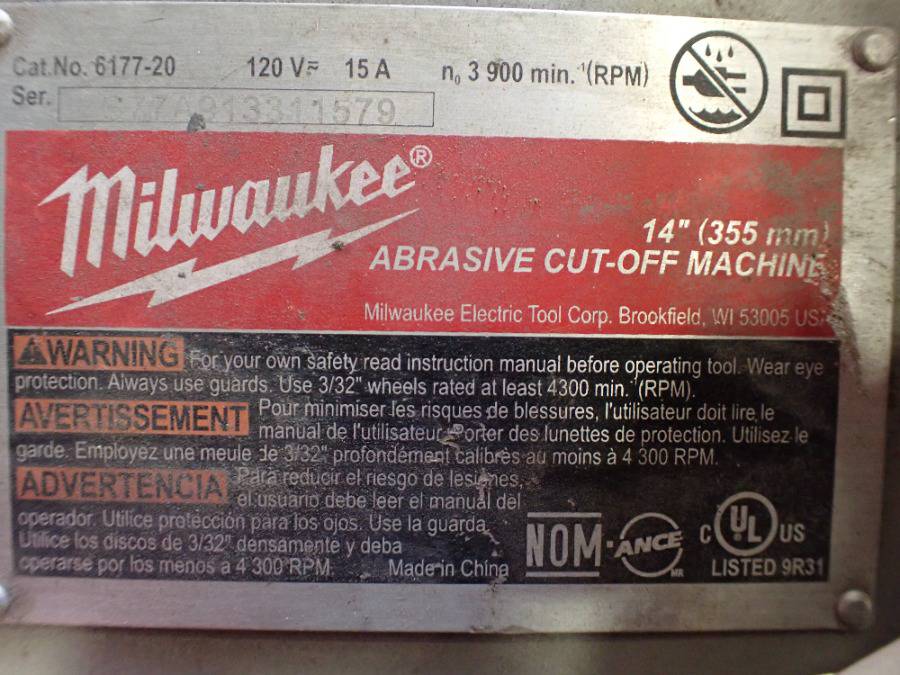 Cat.No. 6177-20 120 V≂ 15 A n₀ 3 900 min.⁻¹(RPM)
Ser.
Milwaukee®
14" (355 mm)
ABRASIVE CUT-OFF MACHINE
Milwaukee Electric Tool Corp. Brookfield, WI 53005 USA
WARNING For your own safety read instruction manual before operating tool. Wear eye
protection. Always use guards. Use 3/32" wheels rated at least 4300 min.⁻¹(RPM).
AVERTISSEMENT Pour minimiser les risques de blessures, l'utilisateur doit lire le
manual de l'utilisateur. Porter des lunettes de protection. Utilisez le
garde. Employez une meule de 3/32" profondément calibrés au moins à 4 300 RPM.
ADVERTENCIA Para reducir el riesgo de lesiones,
el usuario debe leer el manual del
operador. Utilice protección para los ojos. Use la guarda.
Utilice los discos de 3/32" densamente y deba
operarse por los menos a 4 300 RPM. Made in China
NOM-ANCE
MR
C UL US
LISTED 9R31